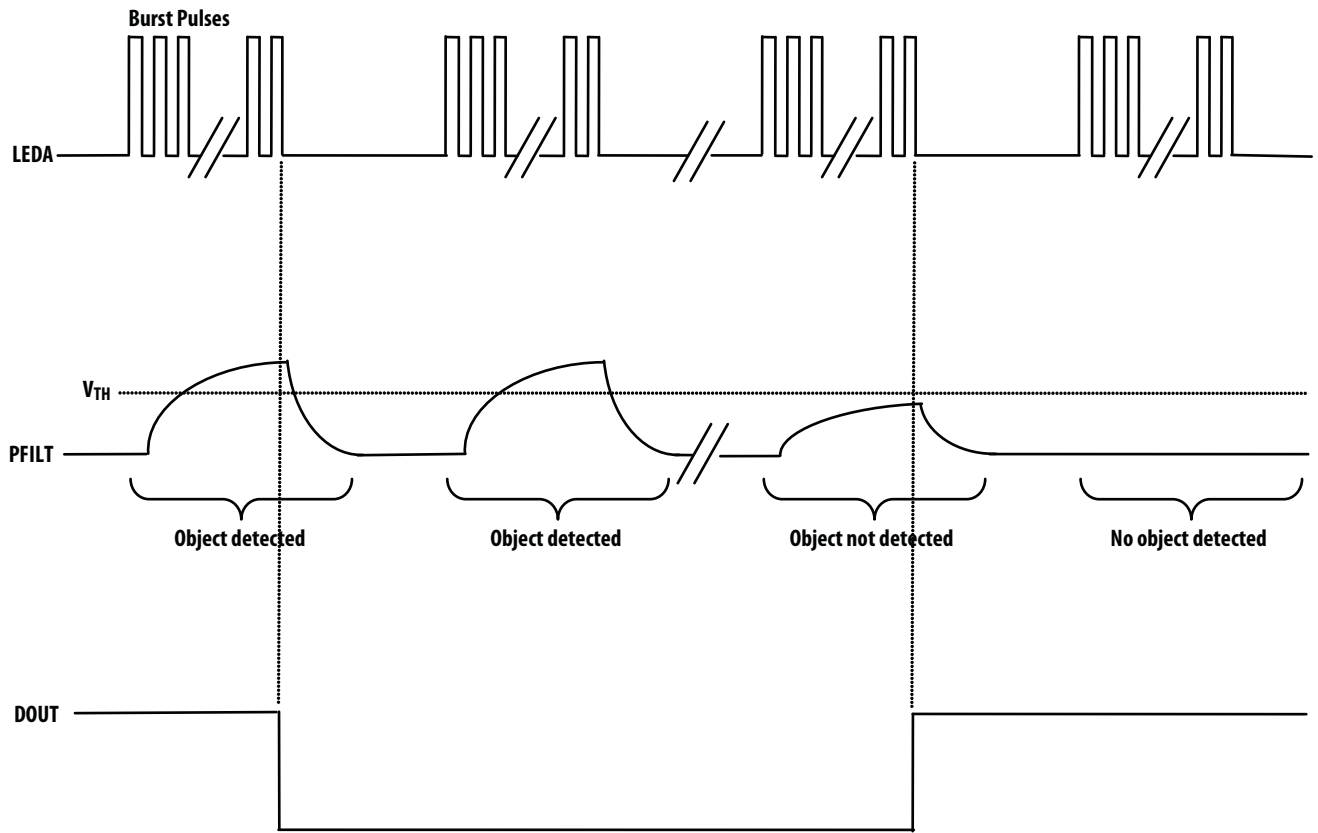 Burst Pulses
LEDA
VTH
PFILT
Object detected
Object detected
Object not detected
No object detected
DOUT